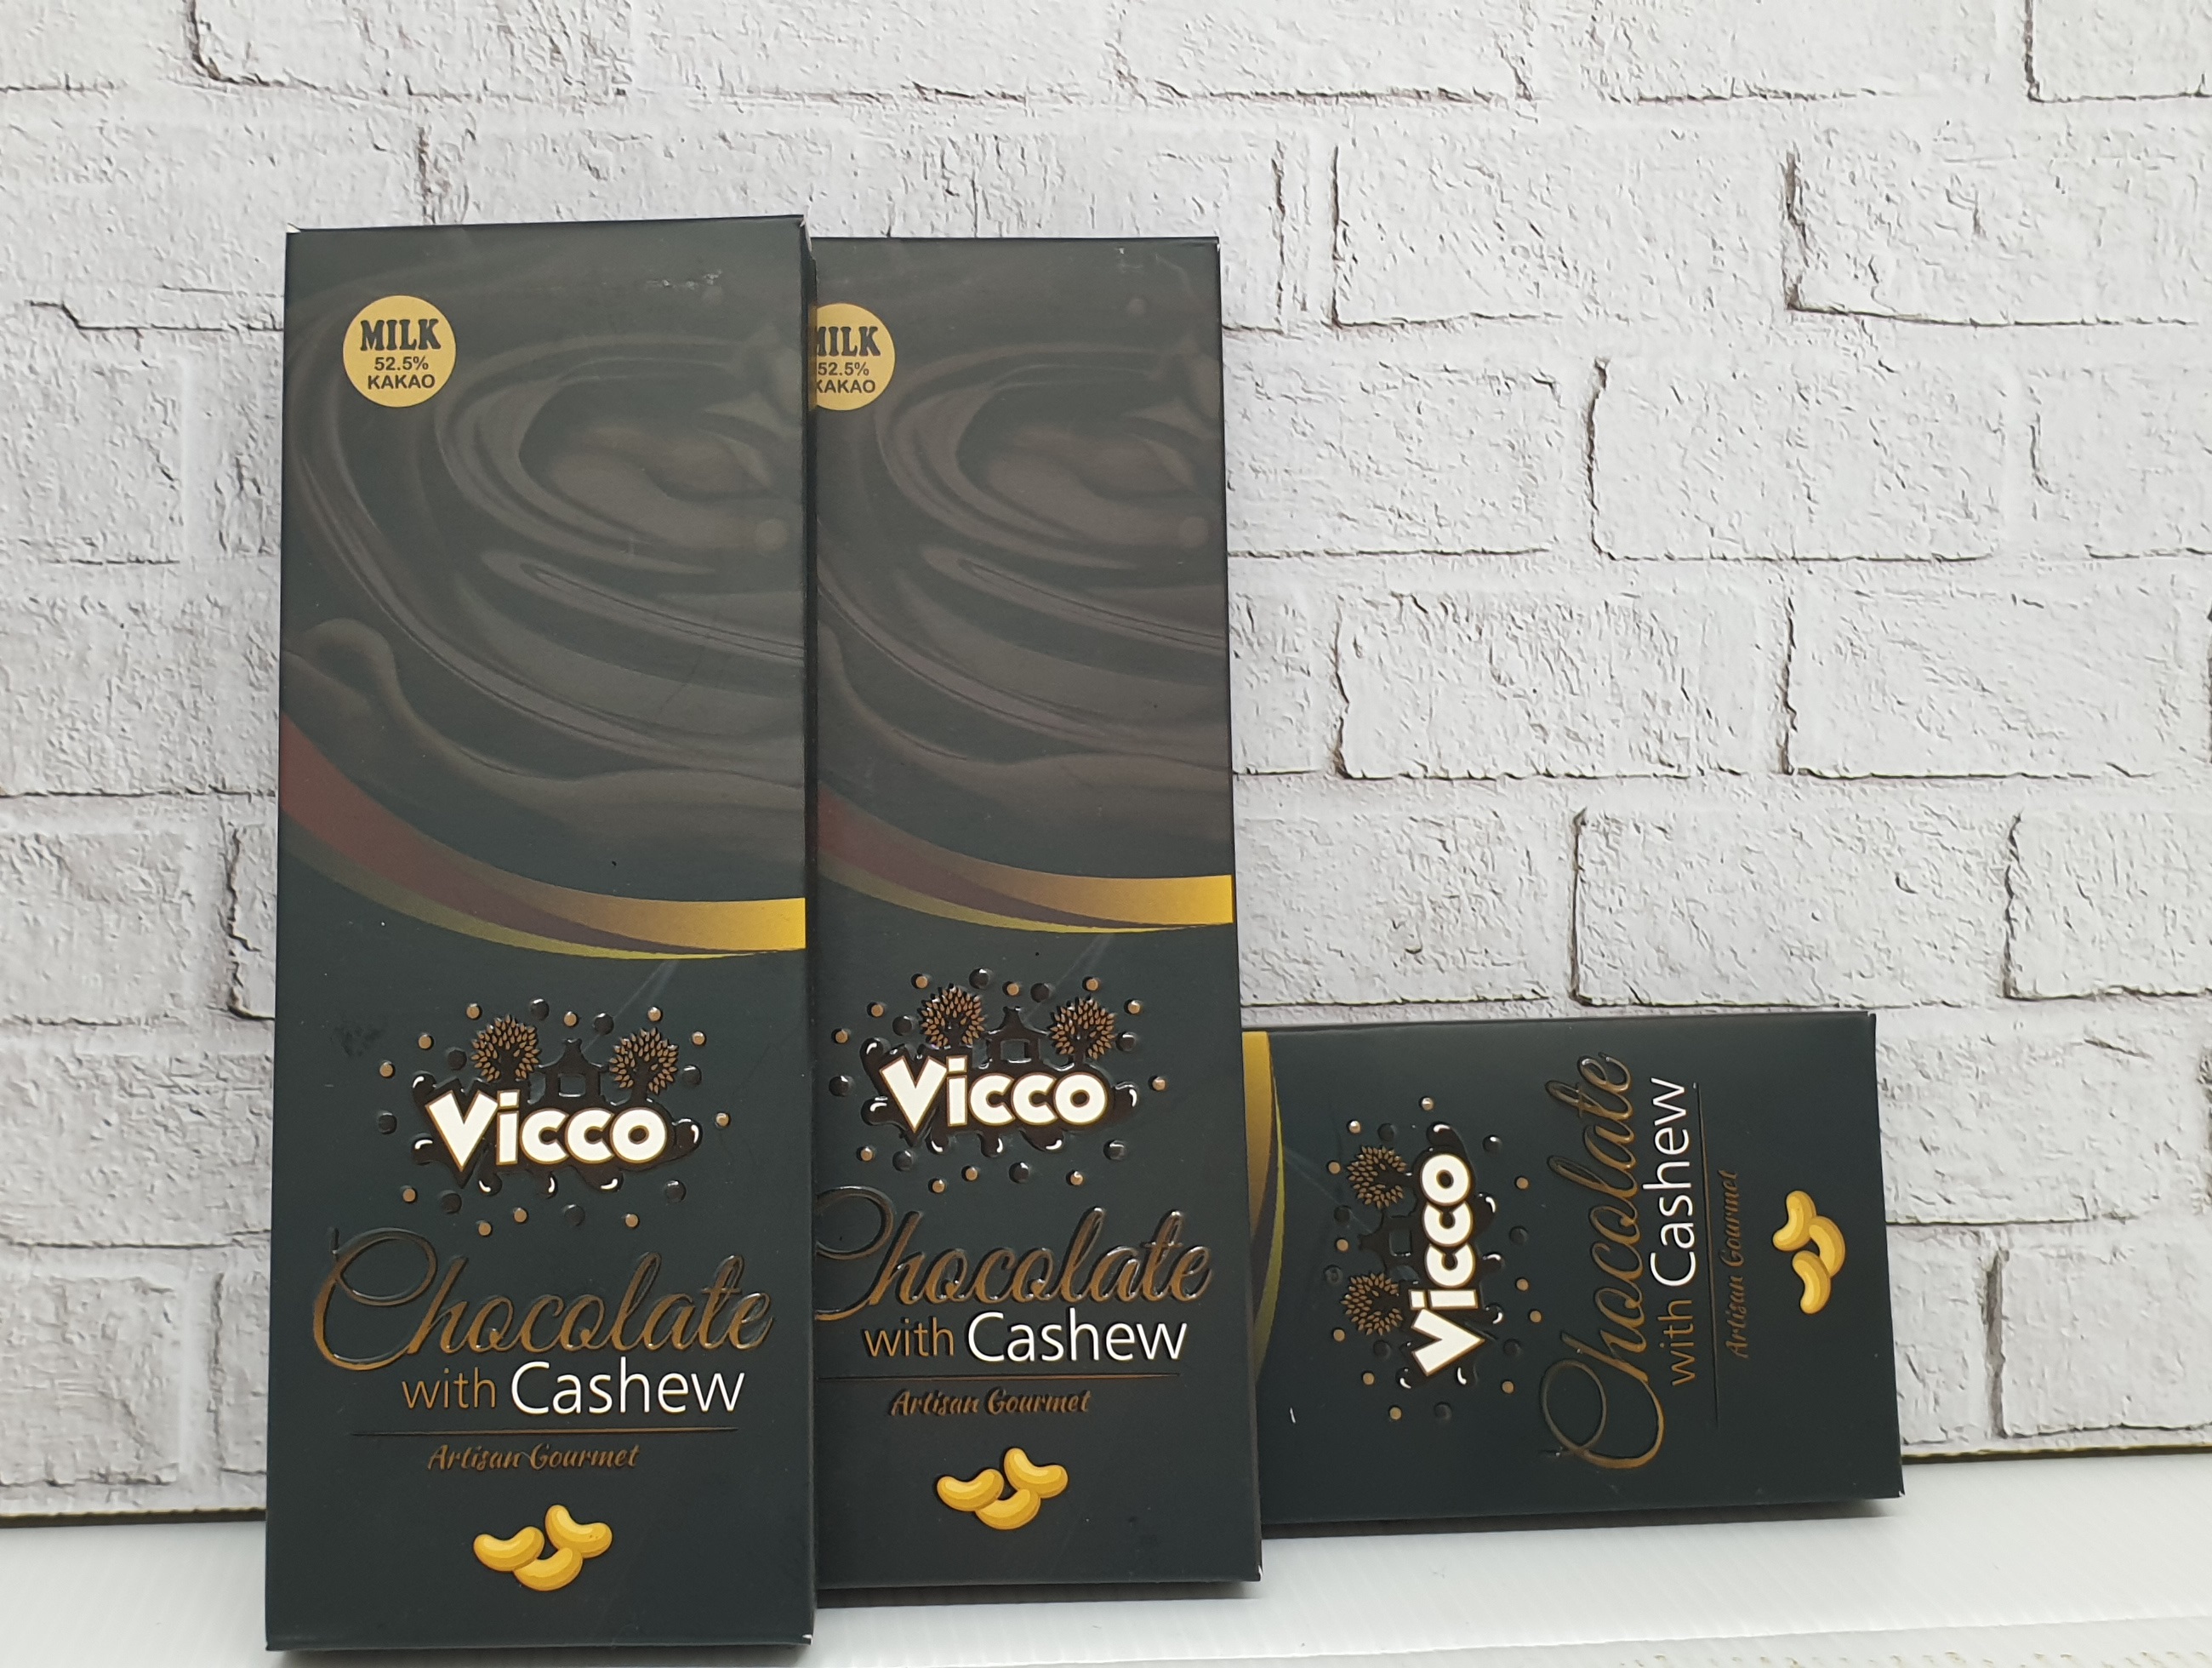 MILK
52.5%
KAKAO
Vicco
Chocolate
with Cashew
Artisan Gourmet
MILK
52.5%
KAKAO
Vicco
Chocolate
with Cashew
Artisan Gourmet
Vicco
Chocolate
with Cashew
Artisan Gourmet